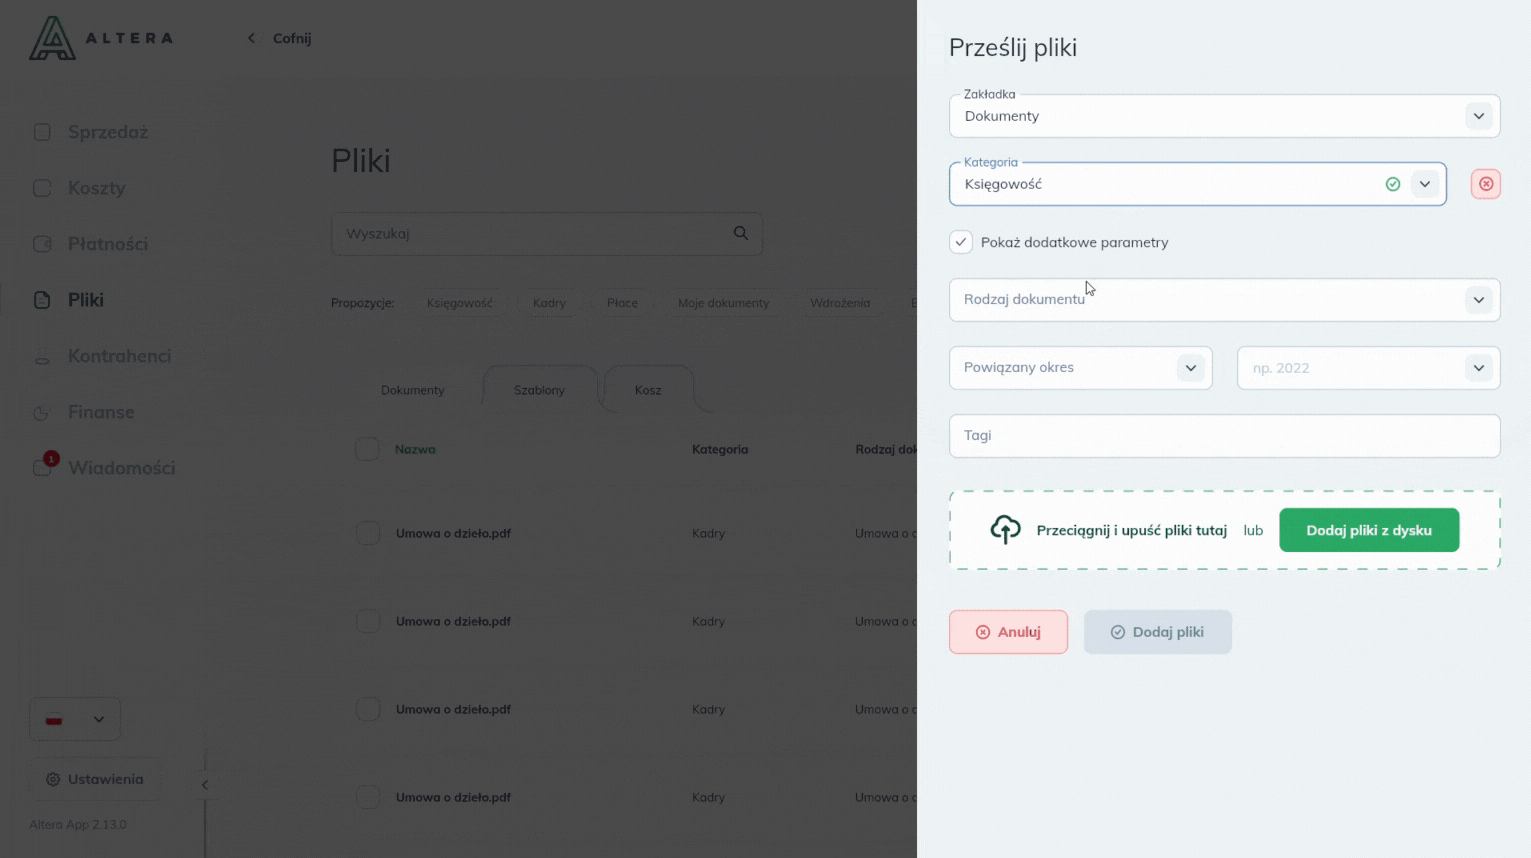 ALTERA
Cofnij
Sprzedaż
Koszty
Płatności
Pliki
Kontrahenci
Finanse
1
Wiadomości
Ustawienia
Altera App 2.13.0
Pliki
Wyszukaj
Propozycje: Księgowość Kadry Płace Moje dokumenty Wdrożenia
Dokumenty Szablony Kosz
Nazwa Kategoria Rodzaj dok
Umowa o dzieło.pdf Kadry Umowa o
Umowa o dzieło.pdf Kadry Umowa o
Umowa o dzieło.pdf Kadry Umowa o
Umowa o dzieło.pdf Kadry Umowa o
Prześlij pliki
Zakładka
Dokumenty
Kategoria
Księgowość
Pokaż dodatkowe parametry
Rodzaj dokumentu
Powiązany okres np. 2022
Tagi
Przeciągnij i upuść pliki tutaj lub Dodaj pliki z dysku
Anuluj Dodaj pliki